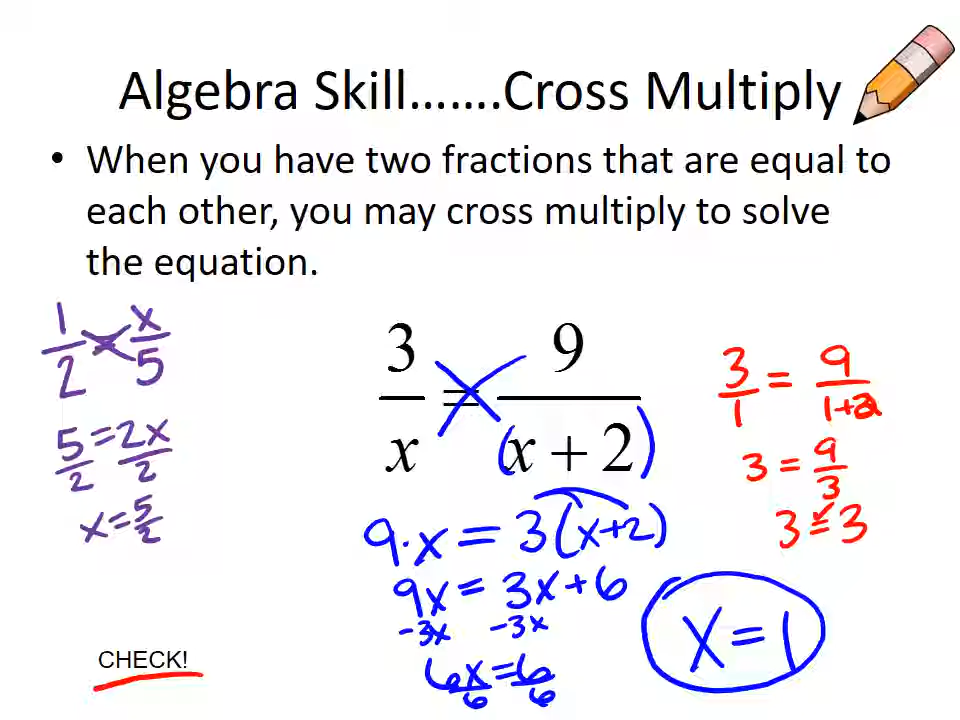 Algebra Skill…….Cross Multiply
• When you have two fractions that are equal to
each other, you may cross multiply to solve
the equation.
1/2 = x/5
5/2 = 2x/2
x = 5/2
3/x = 9/(x + 2)
9·x = 3(x+2)
9x = 3x + 6
-3x -3x
6x/6 = 6/6
x = 1
3/1 = 9/1+2
3 = 9/3
3 = 3
CHECK!